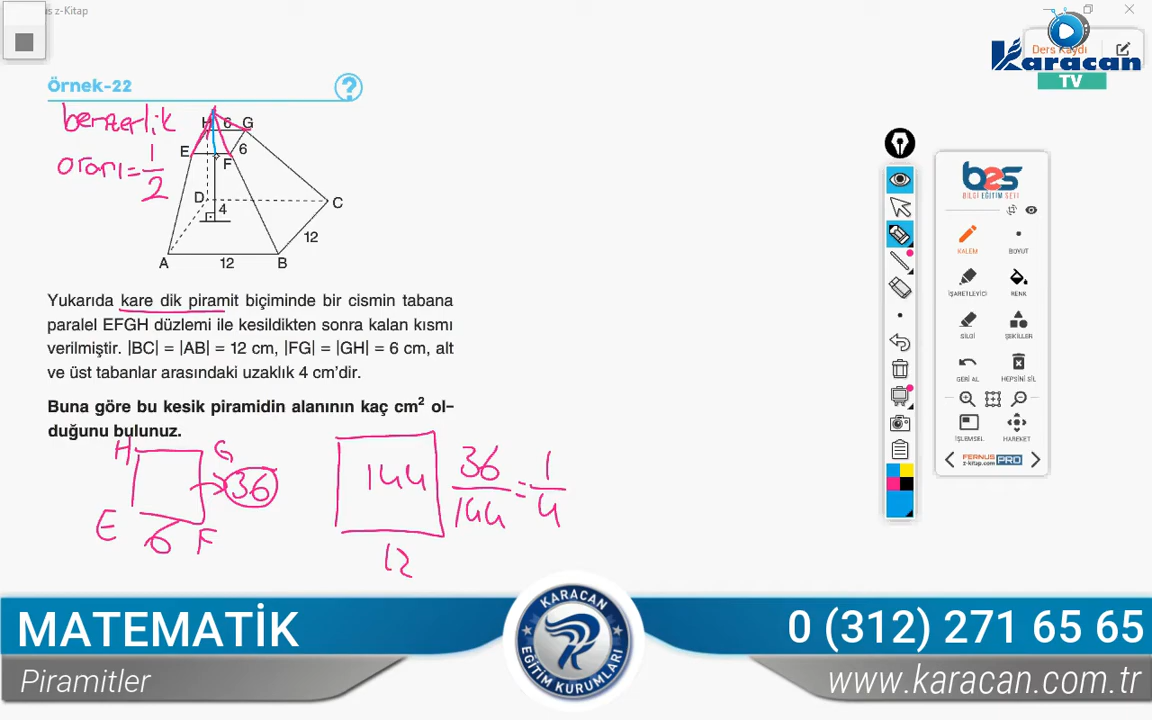 us z-Kitap
Ders Kaydı
Karacan
TV
Örnek-22
?
benzerlik
oranı = 1/2
H 6 G
E 6
F
D 4 C
12
A 12 B
Yukarıda kare dik piramit biçiminde bir cismin tabana
paralel EFGH düzlemi ile kesildikten sonra kalan kısmı
verilmiştir. |BC| = |AB| = 12 cm, |FG| = |GH| = 6 cm, alt
ve üst tabanlar arasındaki uzaklık 4 cm'dir.
Buna göre bu kesik piramidin alanının kaç cm² ol-
duğunu bulunuz.
H G
36
E 6 F
144
12
36/144 = 1/4
b2s
BİLGİ EĞİTİM SETİ
KALEM BOYUT
İŞARETLEYİCİ RENK
SİLGİ ŞEKİLLER
GERİ AL HEPSİNİ SİL
İŞLEMSEL HAREKET
FERNUS
z-kitap PRO
MATEMATİK
Piramitler
KARACAN
EĞİTİM KURUMLARI
0 (312) 271 65 65
www.karacan.com.tr